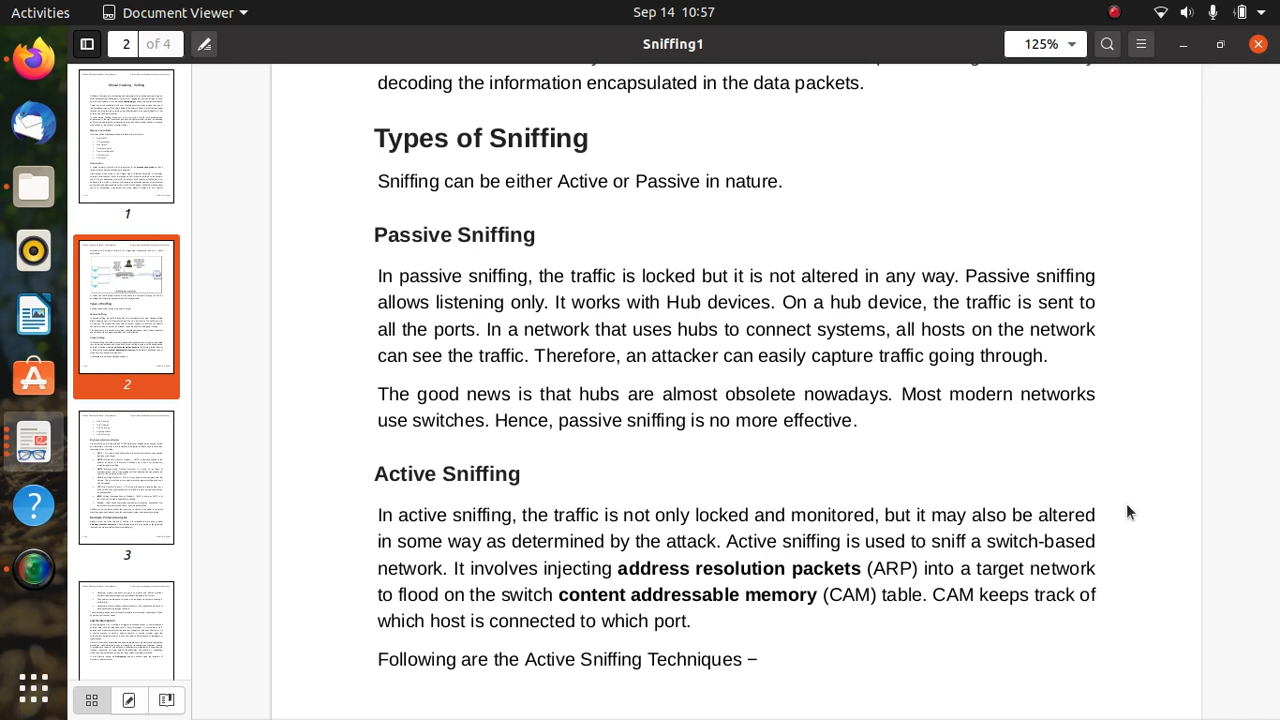 Activities
Document Viewer
Sep 14 10:57
2 of 4
Sniffing1
125%
decoding the information encapsulated in the data packets.
Types of Sniffing
Sniffing can be either Active or Passive in nature.
Passive Sniffing
In passive sniffing, the traffic is locked but it is not altered in any way. Passive sniffing
allows listening only. It works with Hub devices. On a hub device, the traffic is sent to
all the ports. In a network that uses hubs to connect systems, all hosts on the network
can see the traffic. Therefore, an attacker can easily capture traffic going through.
The good news is that hubs are almost obsolete nowadays. Most modern networks
use switches. Hence, passive sniffing is no more effective.
Active Sniffing
In active sniffing, the traffic is not only locked and monitored, but it may also be altered
in some way as determined by the attack. Active sniffing is used to sniff a switch-based
network. It involves injecting address resolution packets (ARP) into a target network
to flood on the switch content addressable memory (CAM) table. CAM keeps track of
which host is connected to which port.
Following are the Active Sniffing Techniques −
1
2
3